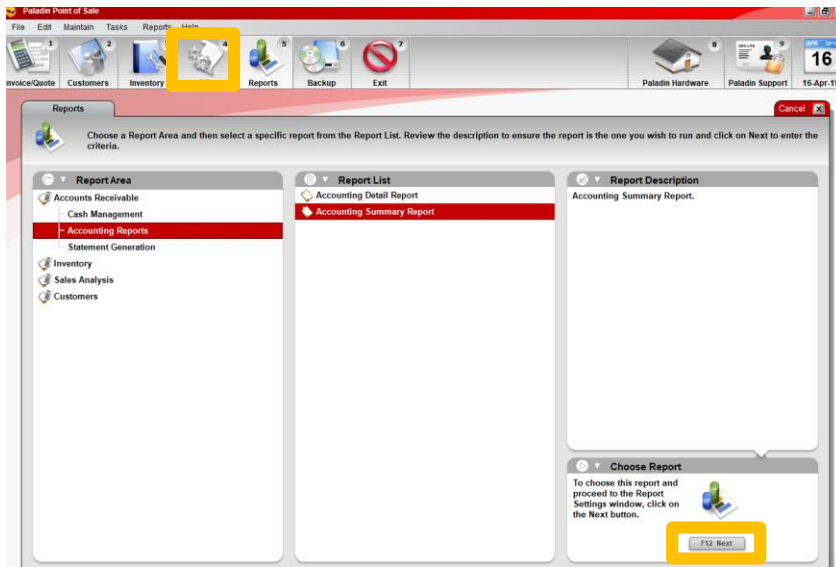 Paladin Point of Sale
File Edit Maintain Tasks Reports Help
1 2 4 5 6 7 8 9
SECURE
16
nvoice/Quote Customers Inventory Reports Backup Exit Paladin Hardware Paladin Support 16-Apr-1
Reports
Cancel X
Choose a Report Area and then select a specific report from the Report List. Review the description to ensure the report is the one you wish to run and click on Next to enter the
criteria.
Report Area
Accounts Receivable
Cash Management
Accounting Reports
Statement Generation
Inventory
Sales Analysis
Customers
Report List
Accounting Detail Report
Accounting Summary Report
Report Description
Accounting Summary Report.
Choose Report
To choose this report and
proceed to the Report
Settings window, click on
the Next button.
F12 Next